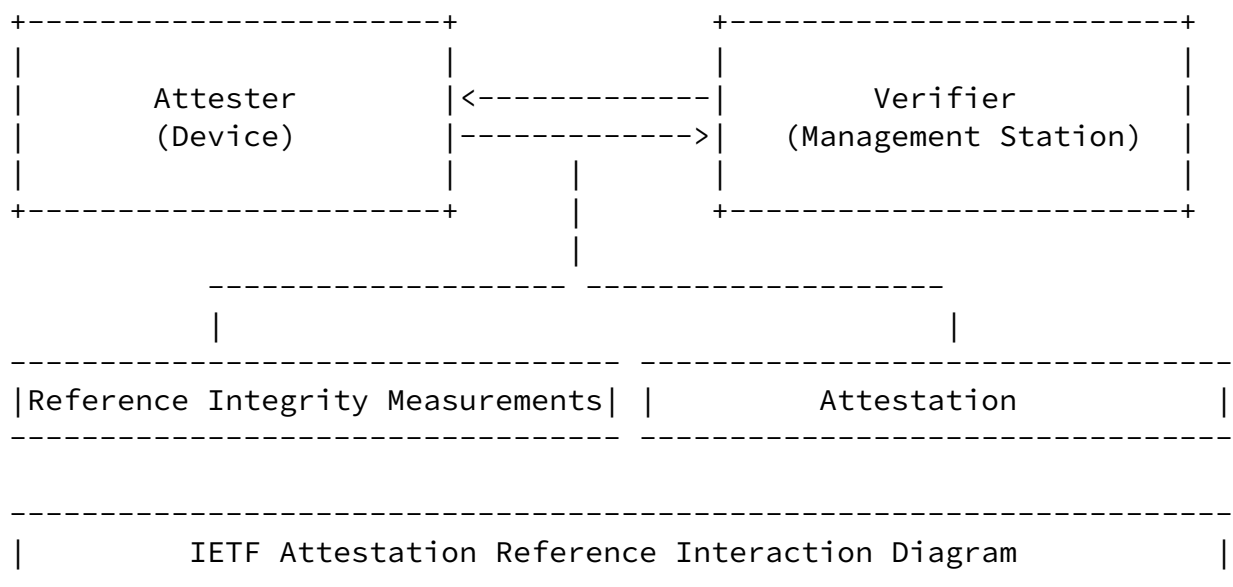 Attester Verifier
(Device) (Management Station)
Reference Integrity Measurements Attestation
IETF Attestation Reference Interaction Diagram